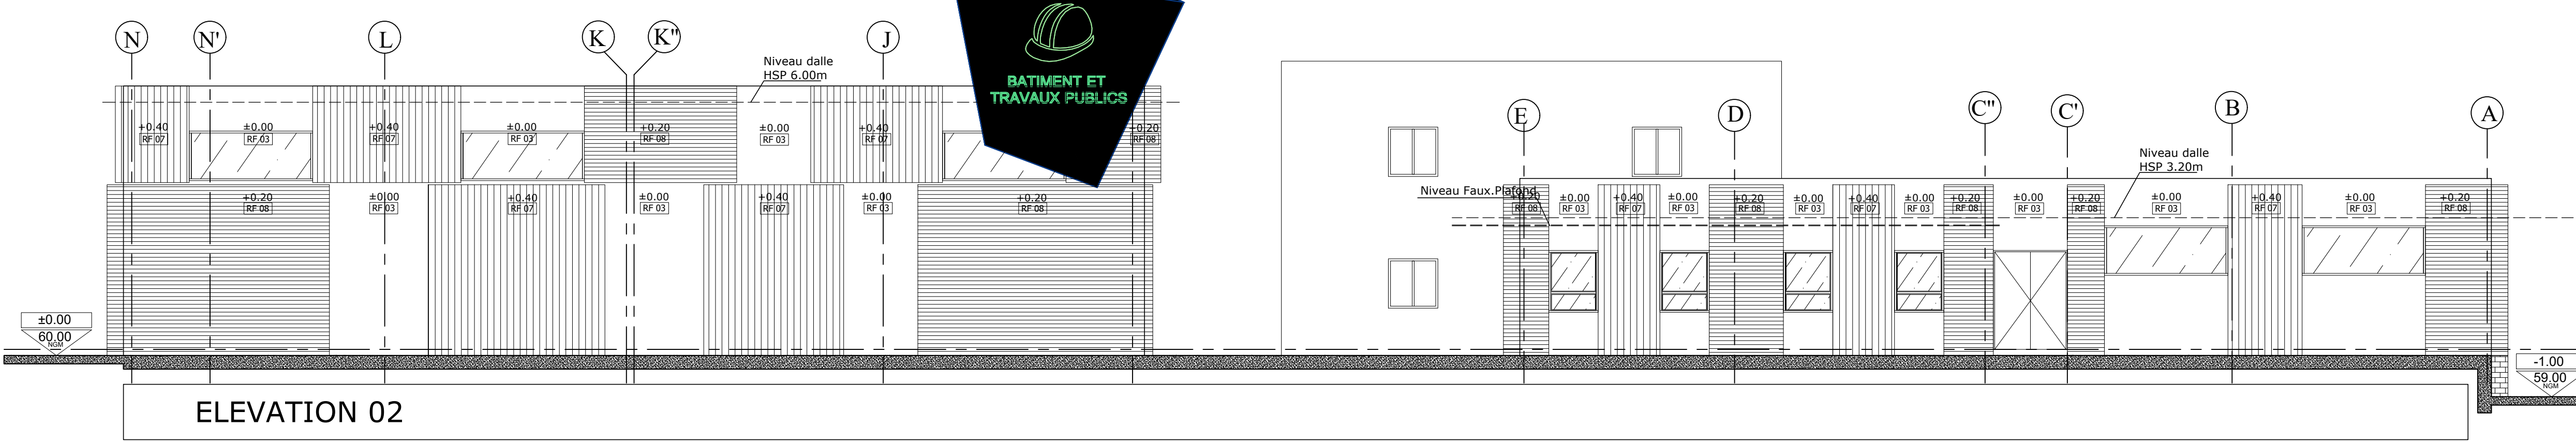 N N' L K K" J
BATIMENT ET
TRAVAUX PUBLICS
E D C" C' B A
Niveau dalle
HSP 6.00m
Niveau dalle
HSP 3.20m
Niveau Faux.Plafond
+0.40 ±0.00 +0.40 ±0.00 +0.20 ±0.00 +0.40 +0.20
RF 07 RF 03 RF 07 RF 03 RF 08 RF 03 RF 07 RF 08
+0.20 ±0.00 +0.40 ±0.00 +0.40 ±0.00 +0.20
RF 08 RF 03 RF 07 RF 03 RF 07 RF 03 RF 08
+0.20 ±0.00 +0.40 ±0.00 +0.20 ±0.00 +0.40 ±0.00 +0.20 ±0.00 +0.20 ±0.00 +0.40 ±0.00 +0.20
RF 08 RF 03 RF 07 RF 03 RF 08 RF 03 RF 07 RF 03 RF 08 RF 03 RF 08 RF 03 RF 07 RF 03 RF 08
±0.00
60.00
NGM
-1.00
59.00
NGM
ELEVATION 02